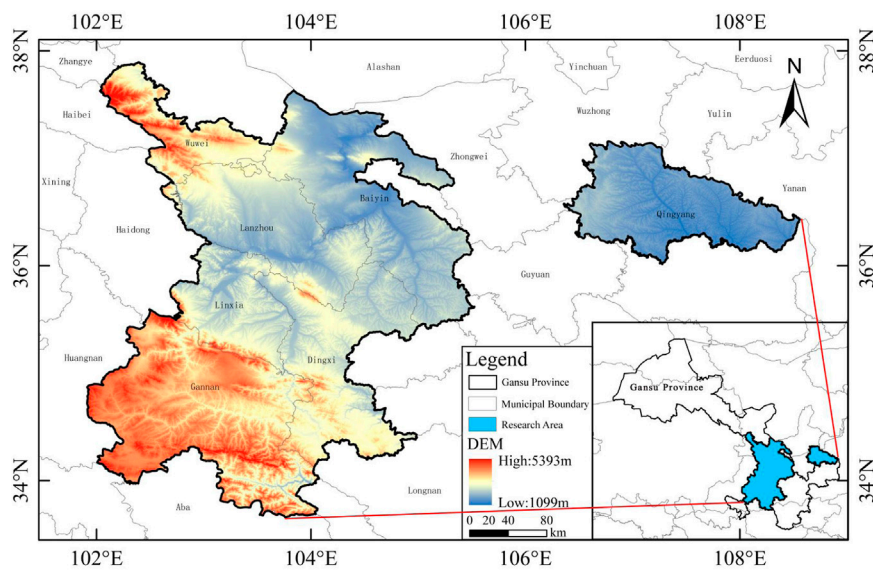 102°E 104°E 106°E 108°E
38°N 38°N
Zhangye
Alashan
Yinchuan
Eerduosi
N
Haibei
Wuwei
Wuzhong
Yulin
Zhongwei
Xining
Baiyin
Yanan
Haidong
Lanzhou
Qingyang
36°N 36°N
Guyuan
Linxia
Huangnan
Dingxi
Gannan
Legend
Gansu Province
Municipal Boundary
Research Area
DEM
High:5393m
Low:1099m
0 20 40 80
km
Gansu Province
34°N 34°N
Aba
Longnan
102°E 104°E 106°E 108°E